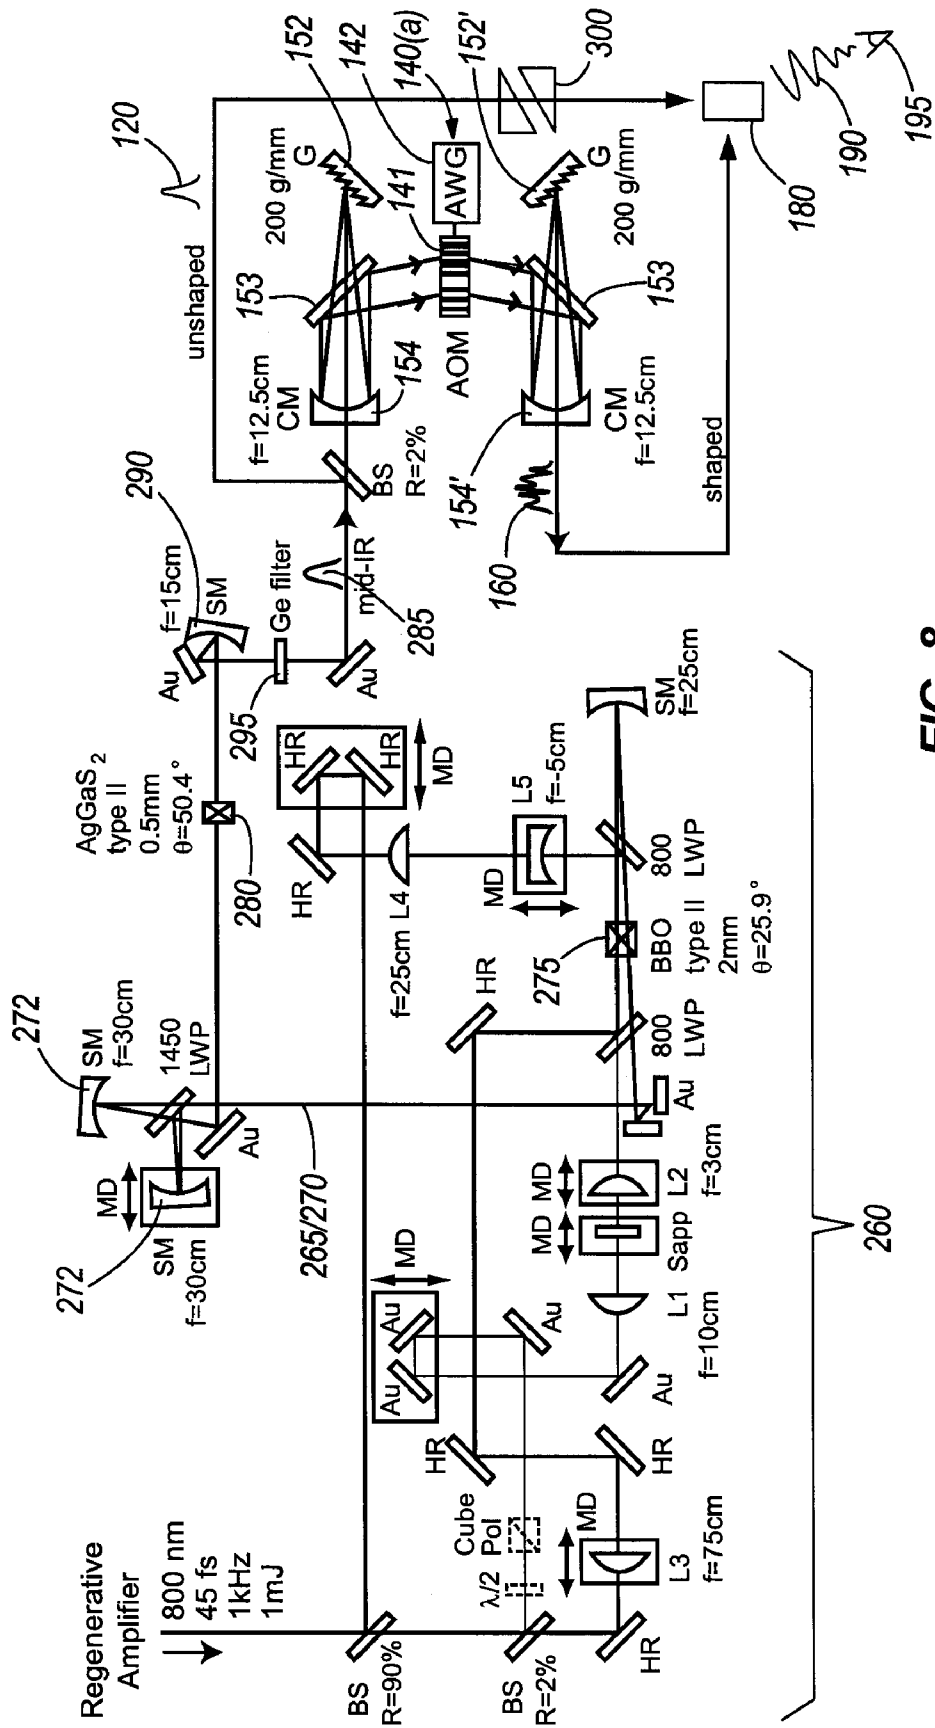 Regenerative
Amplifier
800 nm
45 fs
1kHz
1mJ
BS
R=90%
BS
R=2%
λ/2
Cube
Pol
HR
MD
L3
f=75cm
HR
HR
Au
Au
MD
Au
Au
L1
f=10cm
MD
Sapp
MD
L2
f=3cm
Au
800
LWP
275
BBO
type II
2mm
θ=25.9°
800
LWP
SM
f=25cm
HR
MD
L5
f=-5cm
f=25cm L4
HR
HR
HR
MD
260
265/270
272
SM
f=30cm
MD
272
SM
f=30cm
1450
LWP
Au
AgGaS2
type II
0.5mm
θ=50.4°
280
290
f=15cm
SM
Au
Ge filter
295
Au
mid-IR
285
BS
R=2%
unshaped
120
f=12.5cm
CM
154
153
200 g/mm
G
152
142
141
AWG
140(a)
AOM
152'
G
200 g/mm
153
CM
f=12.5cm
154'
160
shaped
300
180
190
195
FIG. 8